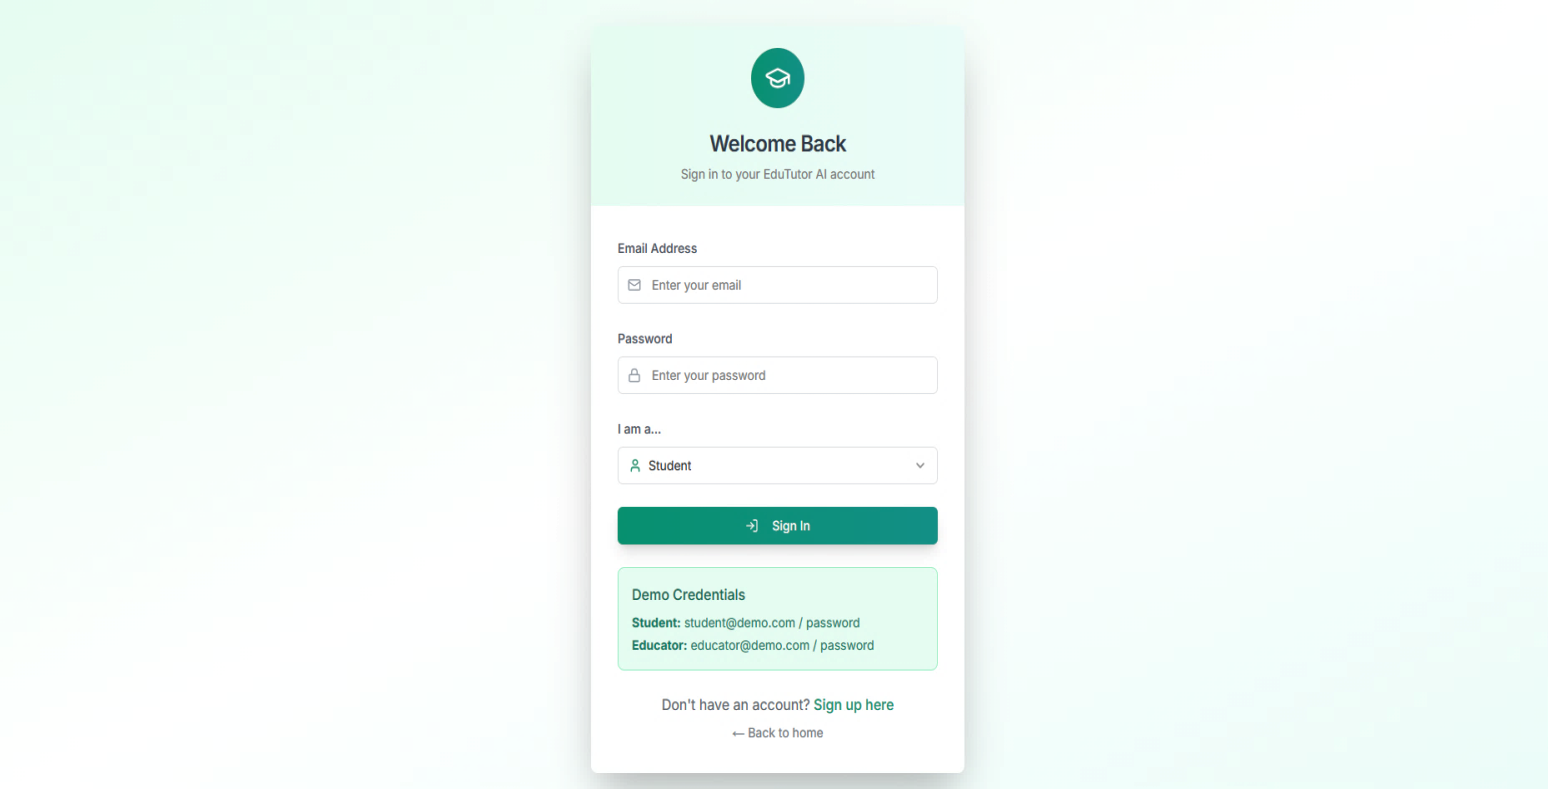 Welcome Back
Sign in to your EduTutor AI account
Email Address
Enter your email
Password
Enter your password
I am a...
Student
Sign In
Demo Credentials
Student: student@demo.com / password
Educator: educator@demo.com / password
Don't have an account? Sign up here
← Back to home